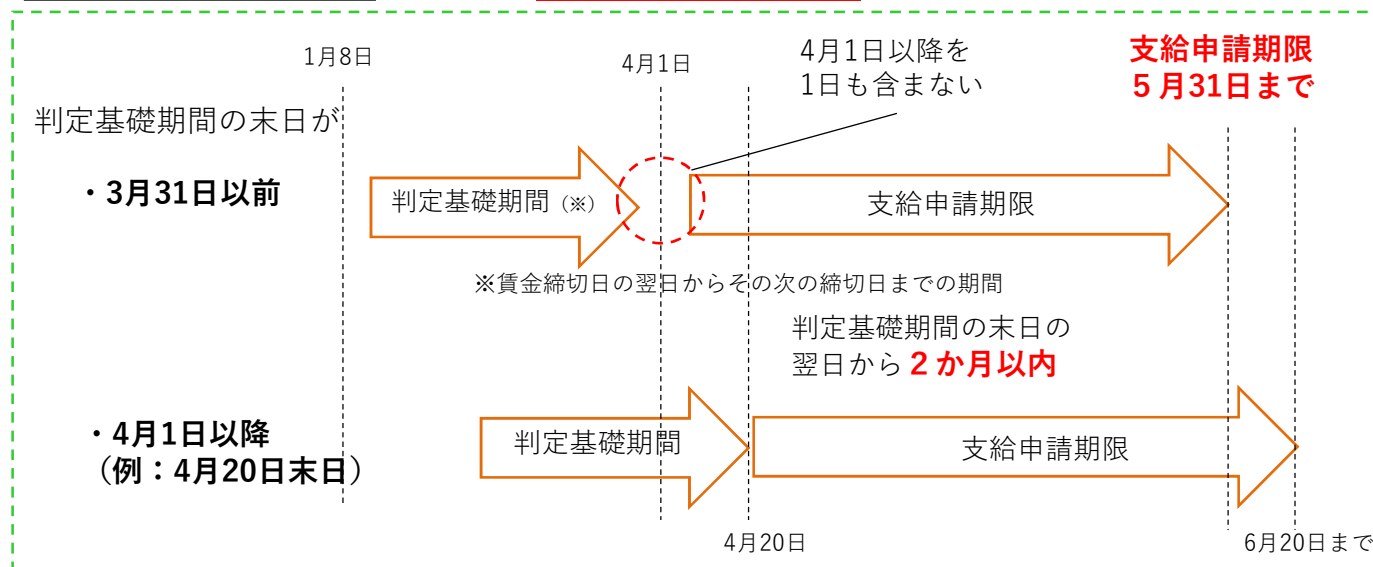 1月8日
4月1日
4月1日以降を
1日も含まない
支給申請期限
５月31日まで
判定基礎期間の末日が
・3月31日以前
判定基礎期間（※）
支給申請期限
※賃金締切日の翌日からその次の締切日までの期間
判定基礎期間の末日の
翌日から２か月以内
・4月1日以降
（例：4月20日末日）
判定基礎期間
支給申請期限
4月20日
6月20日まで